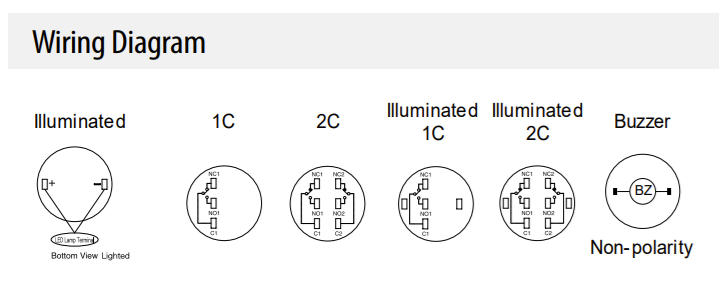 Wiring Diagram
Illuminated
1C
2C
Illuminated
1C
Illuminated
2C
Buzzer
+
−
LED Lamp Terminal
Bottom View Lighted
NC1
NO1
C1
NC1 NC2
NO1 NO2
C1 C2
NC1
NO1
C1
NC1 NC2
NO1 NO2
C1 C2
BZ
Non-polarity